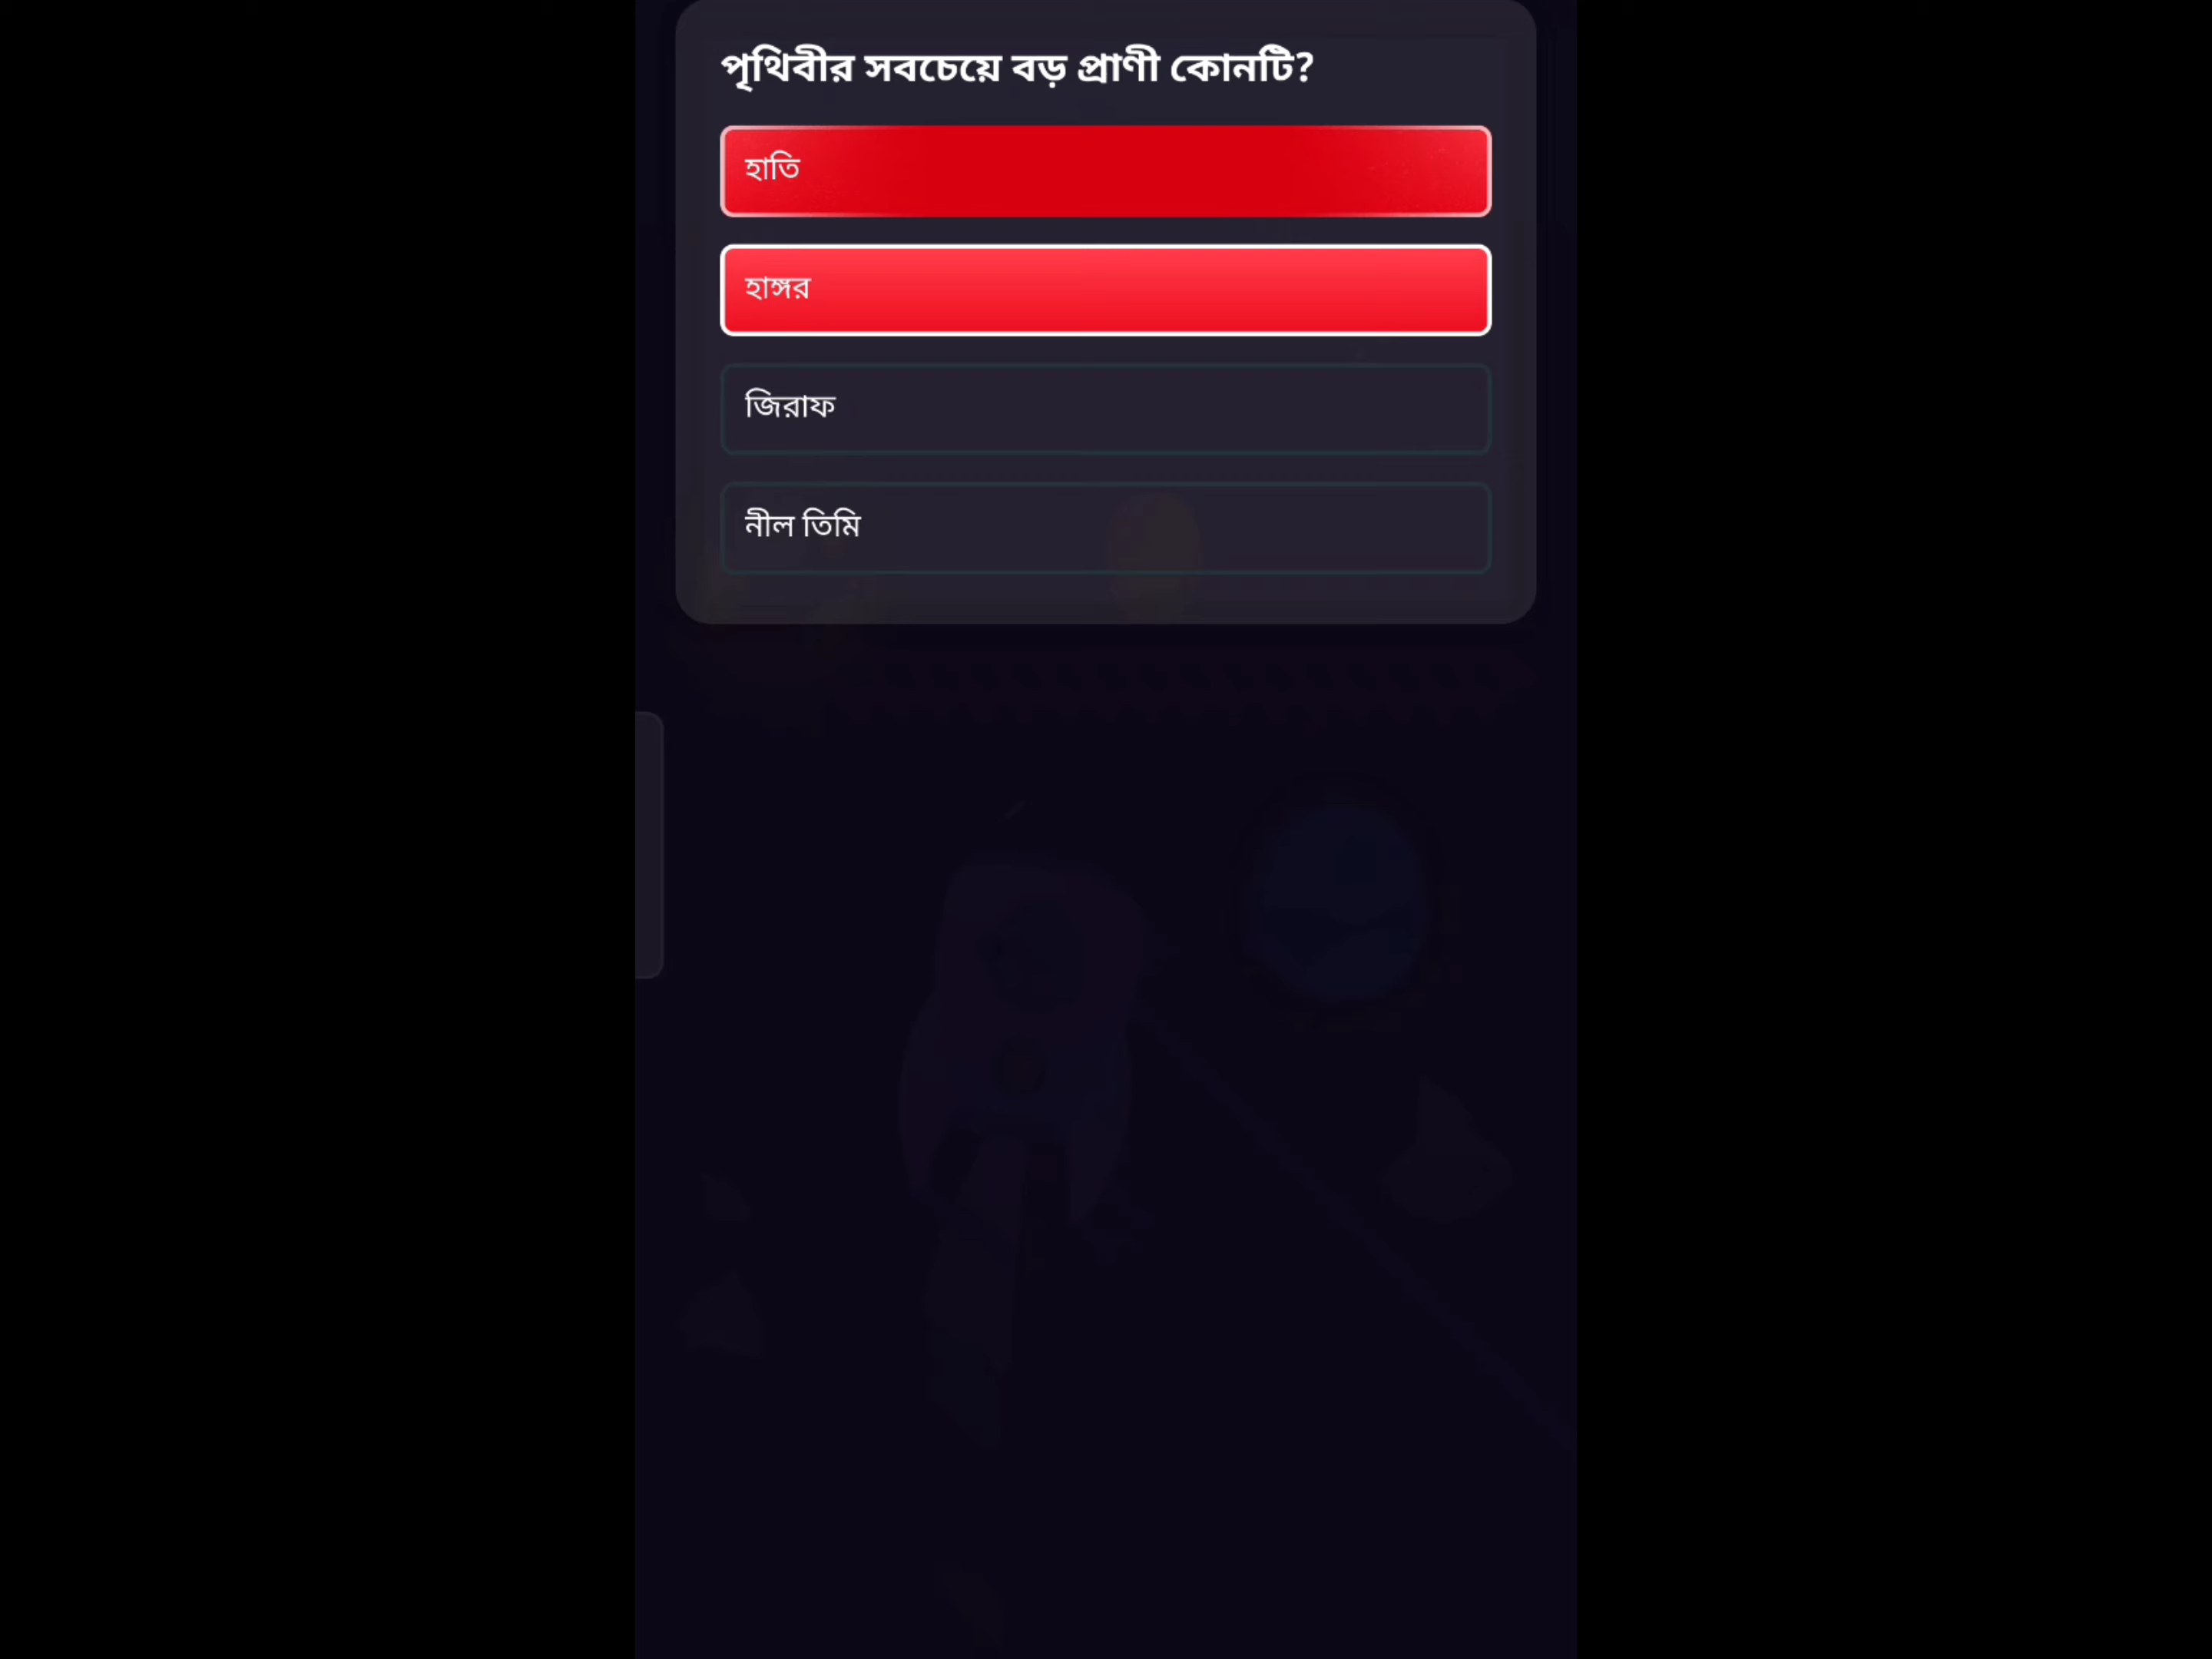 পৃথিবীর সবচেয়ে বড় প্রাণী কোনটি?
হাতি
হাঙ্গর
জিরাফ
নীল তিমি